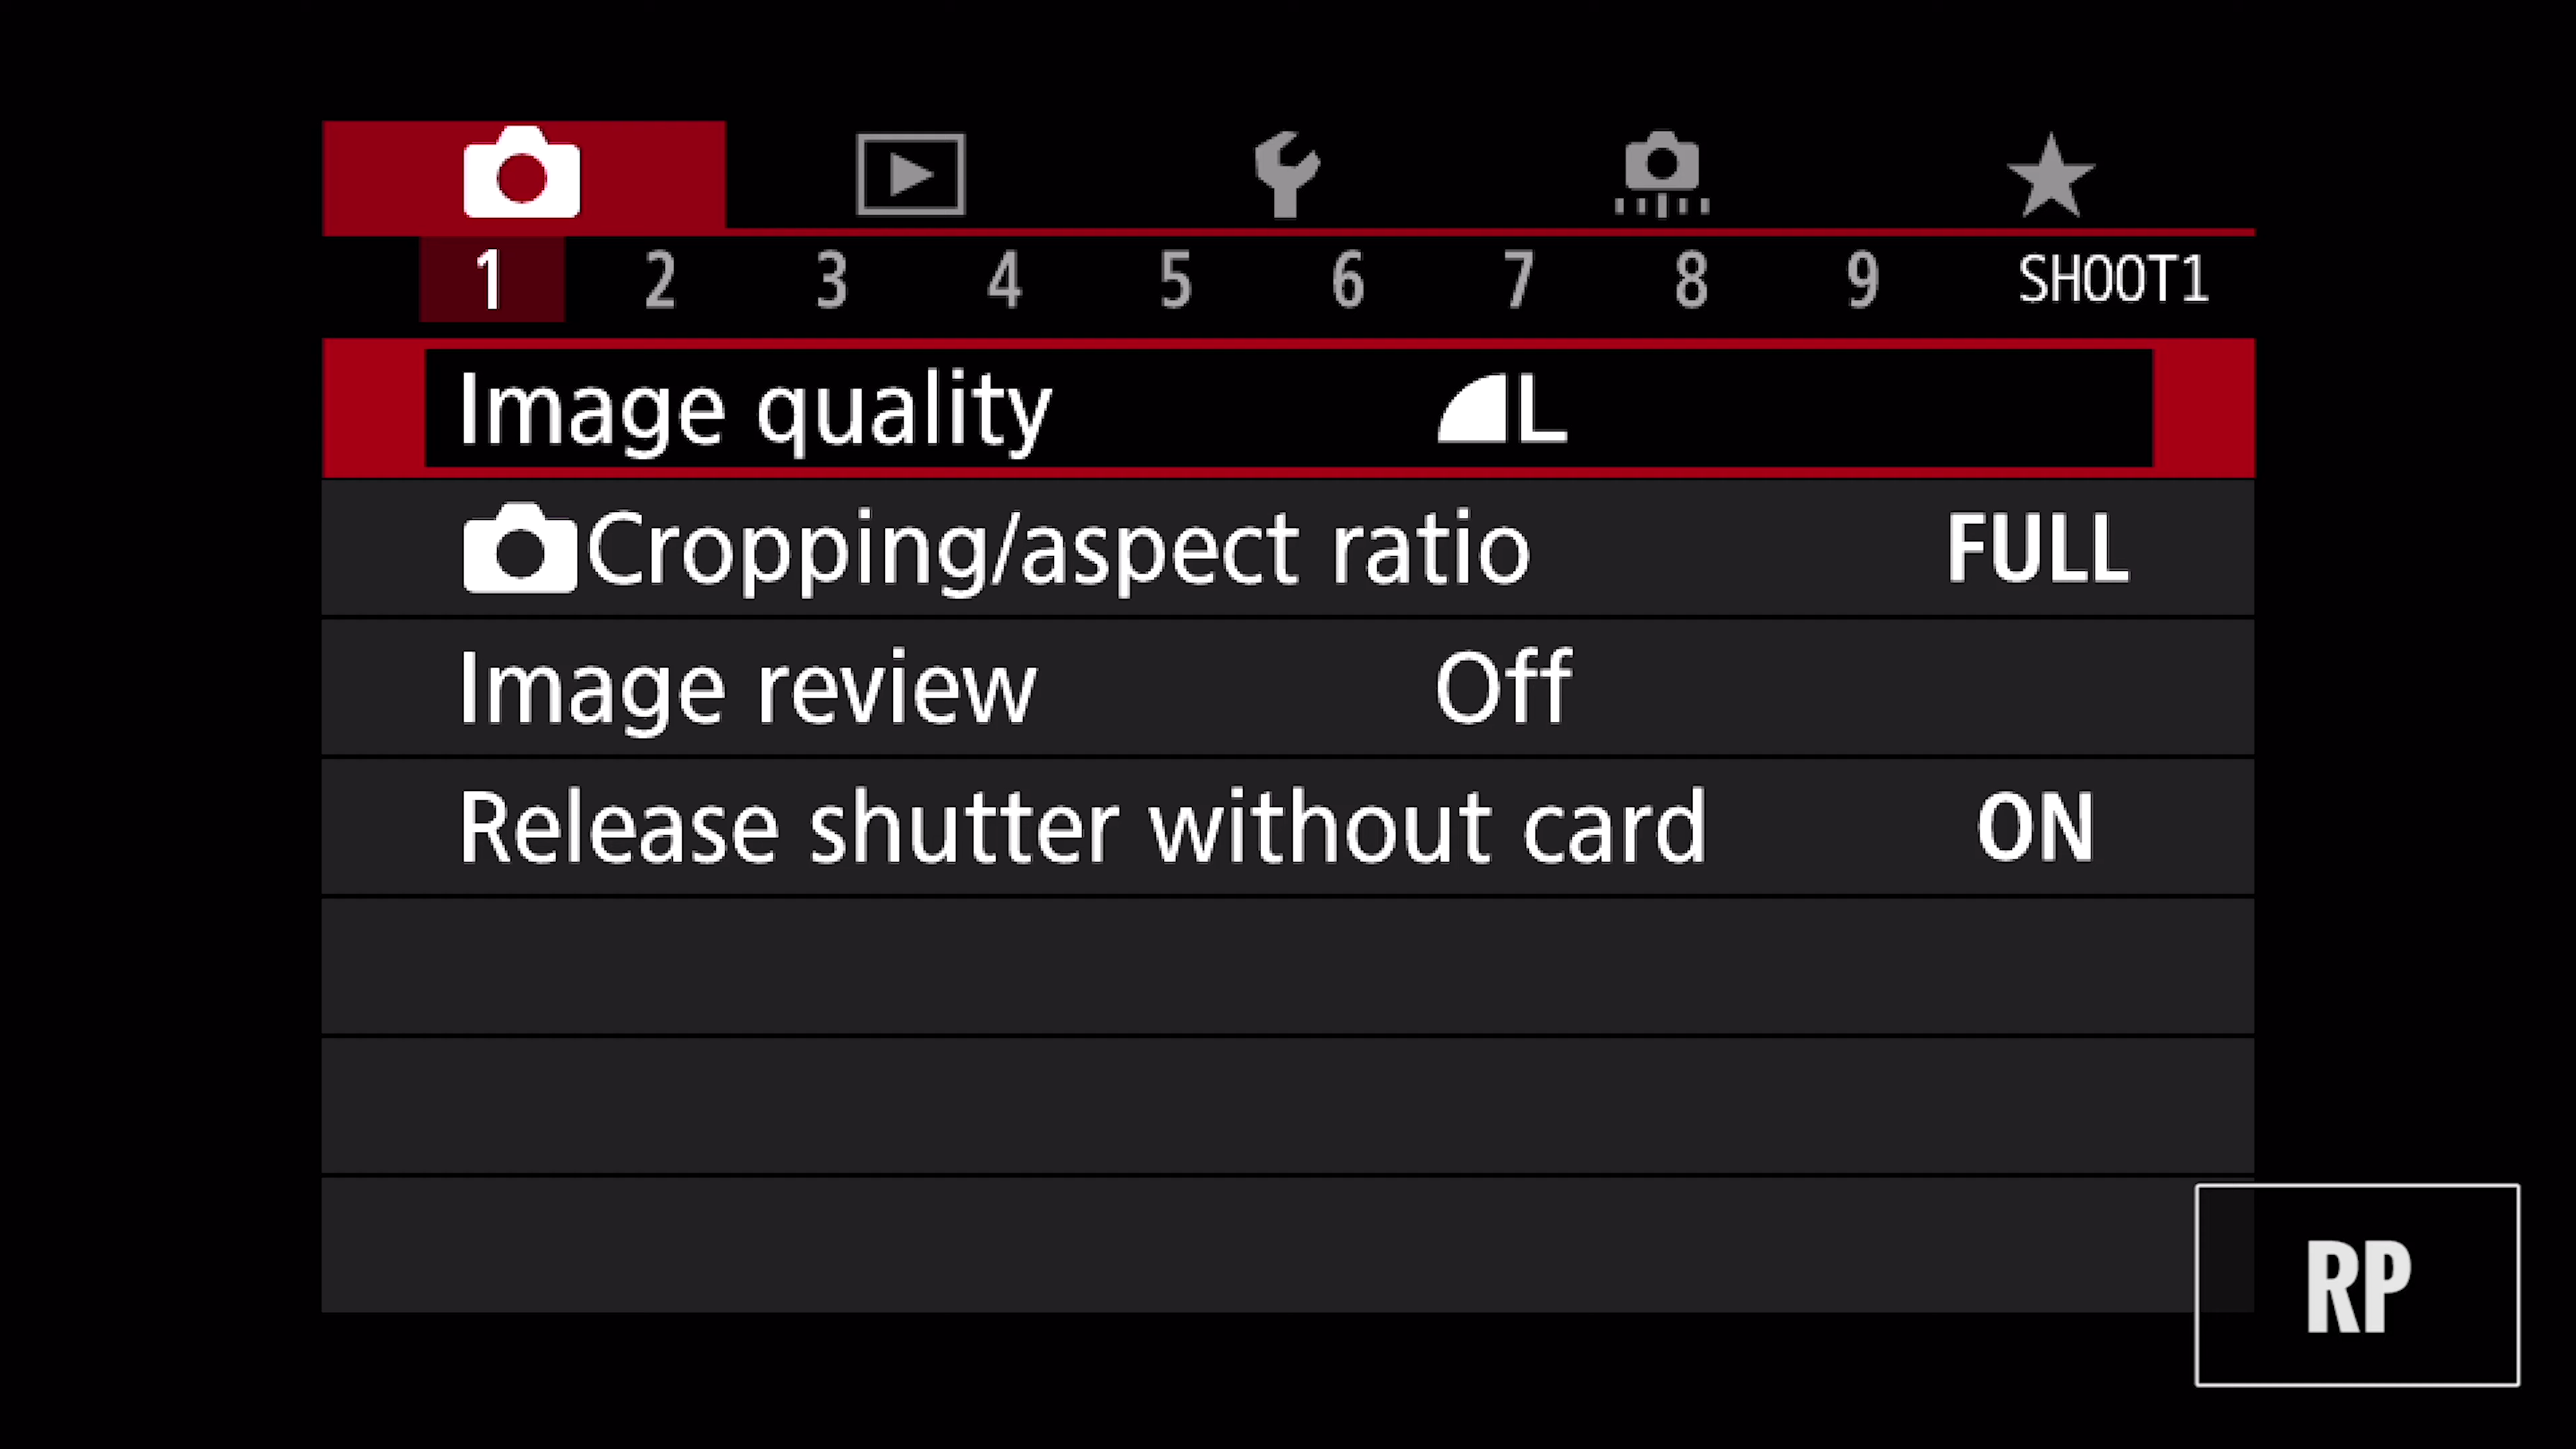 1 2 3 4 5 6 7 8 9 SHOOT1
Image quality L
Cropping/aspect ratio FULL
Image review Off
Release shutter without card ON
RP